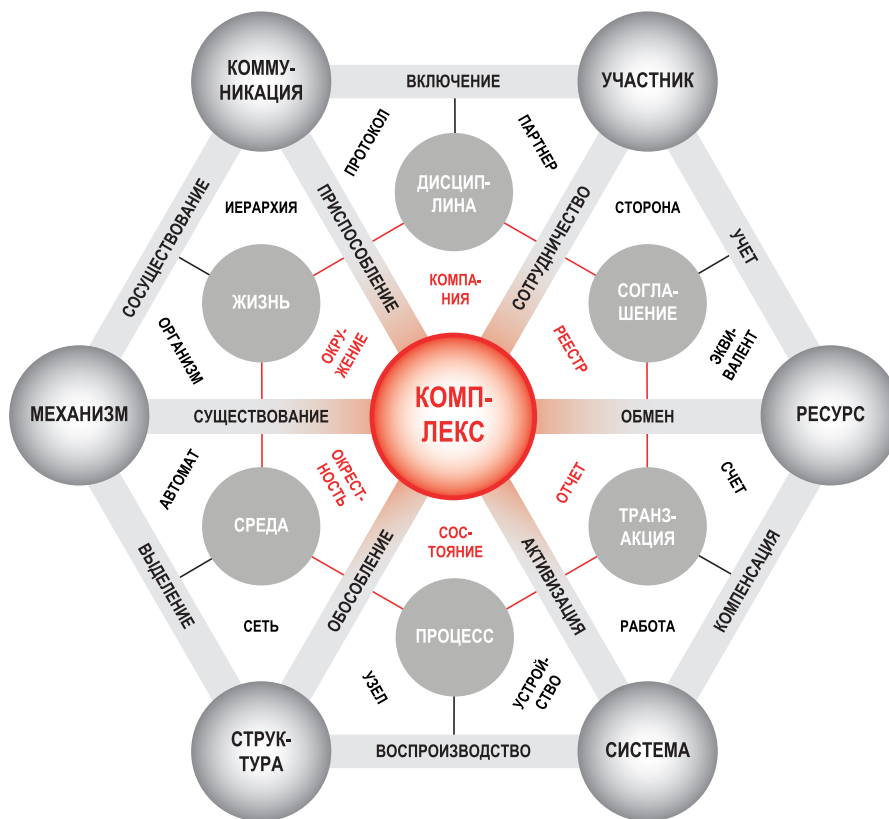 КОММУ-
НИКАЦИЯ
УЧАСТНИК
ВКЛЮЧЕНИЕ
ПРОТОКОЛ
ПАРТНЕР
ДИСЦИП-
ЛИНА
ИЕРАРХИЯ
ПРИСПОСОБЛЕНИЕ
СОТРУДНИЧЕСТВО
СТОРОНА
СОСУЩЕСТВОВАНИЕ
УЧЕТ
ЖИЗНЬ
КОМПА-
НИЯ
СОГЛА-
ШЕНИЕ
ОРГАНИЗМ
ОКРУ-
ЖЕНИЕ
РЕЕСТР
ЭКВИ-
ВАЛЕНТ
МЕХАНИЗМ
СУЩЕСТВОВАНИЕ
КОМП-
ЛЕКС
ОБМЕН
РЕСУРС
АВТОМАТ
ОКРЕСТ-
НОСТЬ
ОТЧЕТ
СЧЕТ
СРЕДА
СОС-
ТОЯНИЕ
ТРАНЗ-
АКЦИЯ
ВЫДЕЛЕНИЕ
ОБОСОБЛЕНИЕ
АКТИВИЗАЦИЯ
КОМПЕНСАЦИЯ
СЕТЬ
ПРОЦЕСС
РАБОТА
УЗЕЛ
УСТРОЙ-
СТВО
СТРУК-
ТУРА
ВОСПРОИЗВОДСТВО
СИСТЕМА